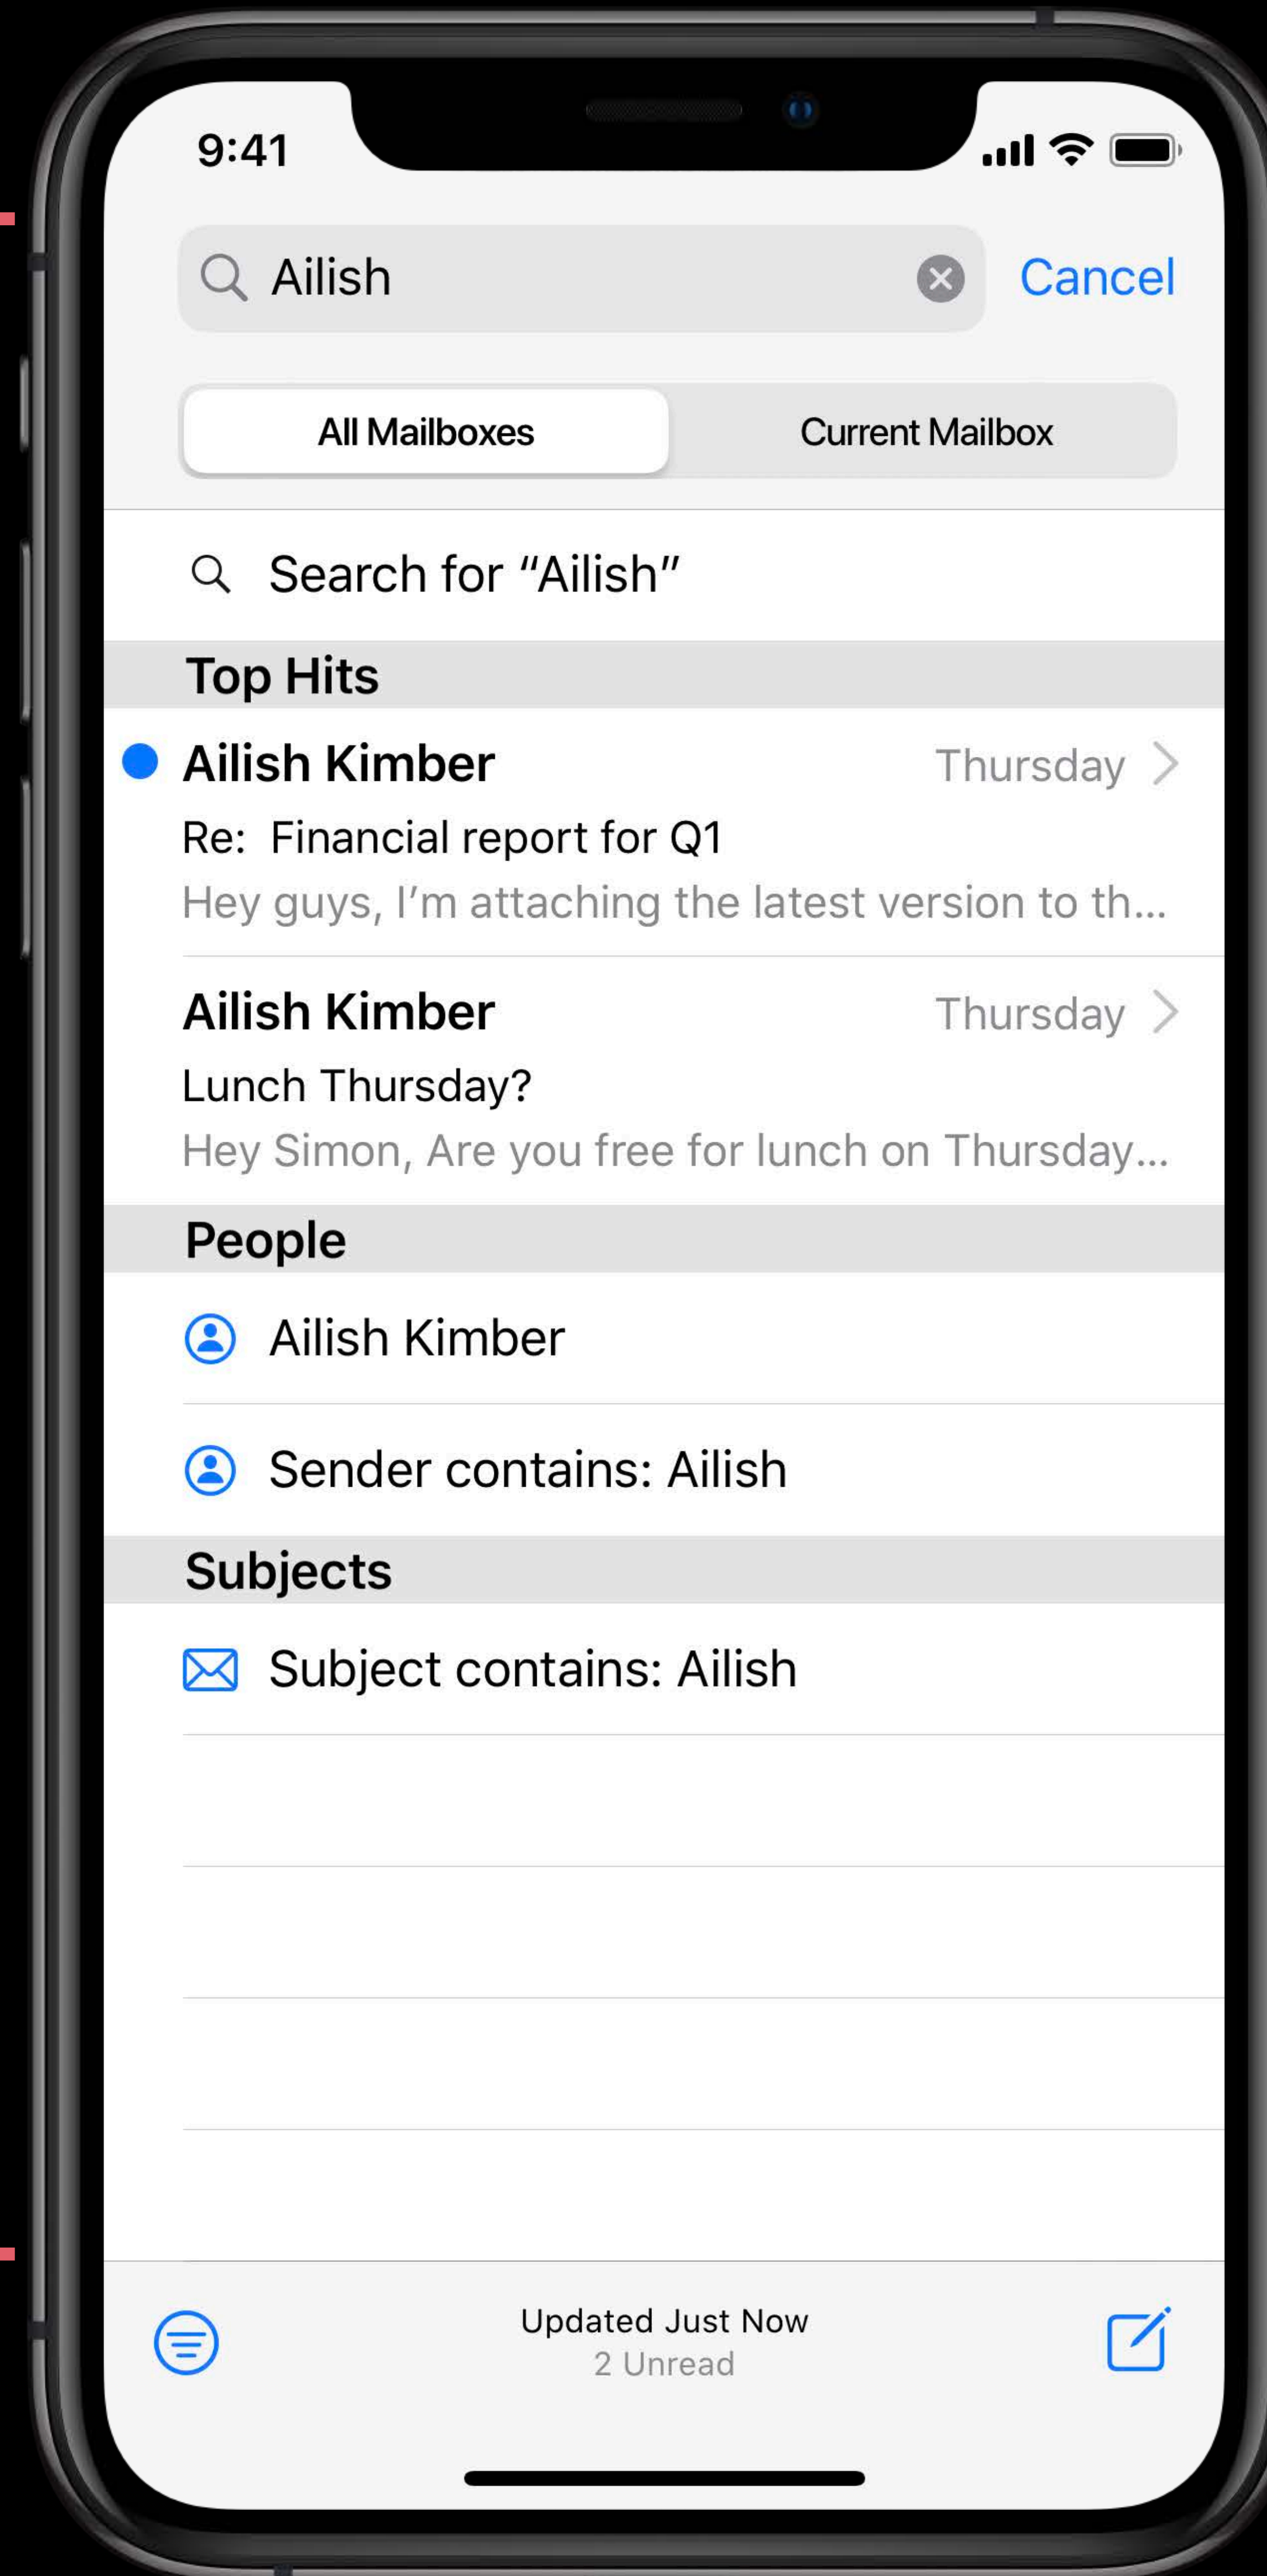 9:41
Ailish
Cancel
All Mailboxes
Current Mailbox
Search for “Ailish”
Top Hits
Ailish Kimber Thursday
Re:  Financial report for Q1
Hey guys, I’m attaching the latest version to th...
Ailish Kimber Thursday
Lunch Thursday?
Hey Simon, Are you free for lunch on Thursday...
People
Ailish Kimber
Sender contains: Ailish
Subjects
Subject contains: Ailish
Updated Just Now
2 Unread